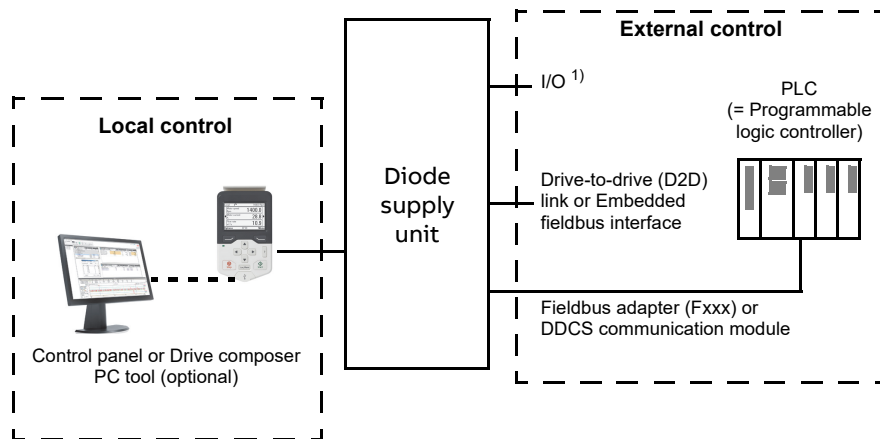 External control
I/O 1)
PLC
(= Programmable
logic controller)
Local control
Diode
supply
unit
Drive-to-drive (D2D)
link or Embedded
fieldbus interface
Fieldbus adapter (Fxxx) or
DDCS communication module
Control panel or Drive composer
PC tool (optional)